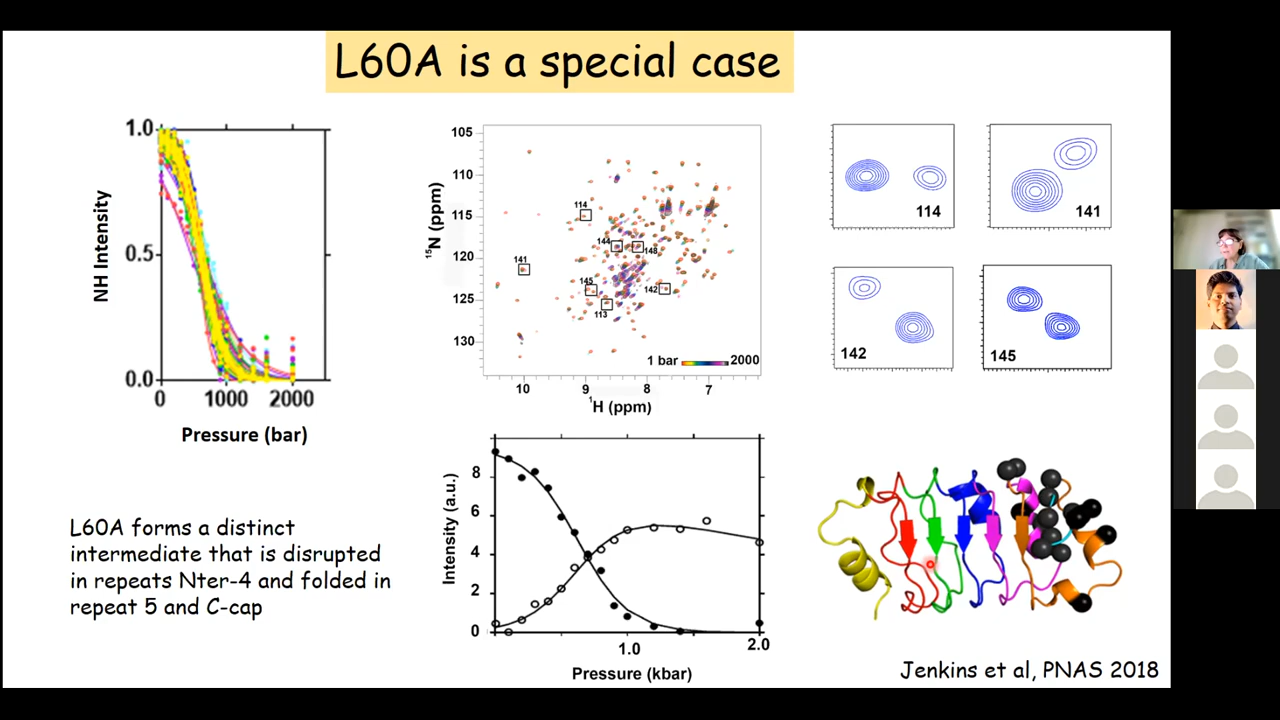 L60A is a special case
1.0
0.5
0.0
NH Intensity
0
1000
2000
Pressure (bar)
105
110
115
120
125
130
15N (ppm)
114
144
148
141
145
142
113
1 bar
2000
10
9
8
7
1H (ppm)
114
141
142
145
L60A forms a distinct
intermediate that is disrupted
in repeats Nter-4 and folded in
repeat 5 and C-cap
8
6
4
2
0
Intensity (a.u.)
1.0
2.0
Pressure (kbar)
Jenkins et al, PNAS 2018